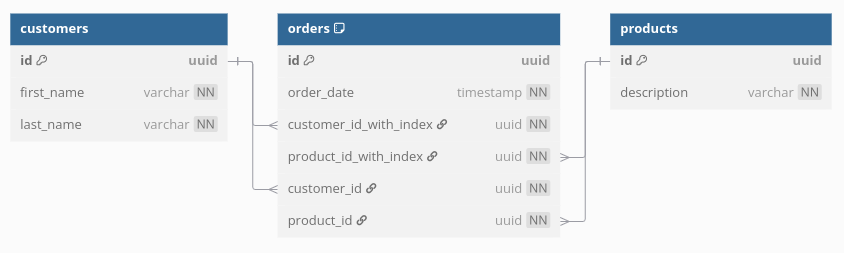 customers
id uuid
first_name varchar NN
last_name varchar NN
orders
id uuid
order_date timestamp NN
customer_id_with_index uuid NN
product_id_with_index uuid NN
customer_id uuid NN
product_id uuid NN
products
id uuid
description varchar NN